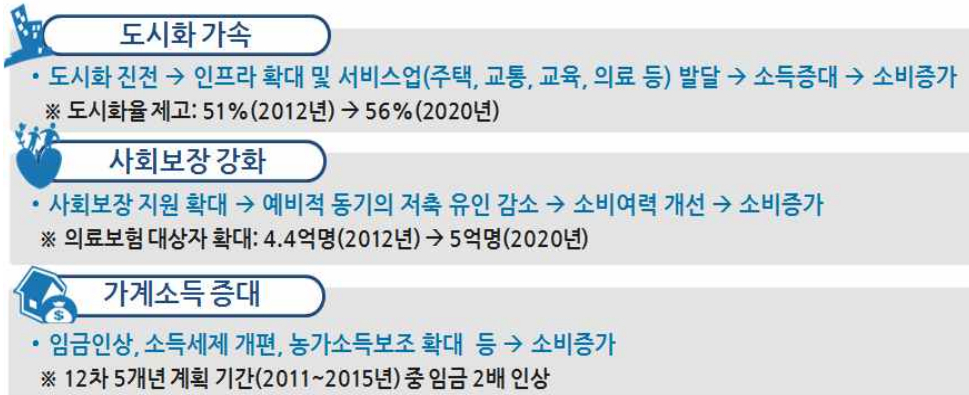 도시화 가속
• 도시화 진전 → 인프라 확대 및 서비스업(주택, 교통, 교육, 의료 등) 발달 → 소득증대 → 소비증가
※ 도시화율 제고: 51%(2012년) → 56%(2020년)
사회보장 강화
• 사회보장 지원 확대 → 예비적 동기의 저축 유인 감소 → 소비여력 개선 → 소비증가
※ 의료보험 대상자 확대: 4.4억명(2012년) → 5억명(2020년)
가계소득 증대
• 임금인상, 소득세제 개편, 농가소득보조 확대 등 → 소비증가
※ 12차 5개년 계획 기간(2011~2015년) 중 임금 2배 인상